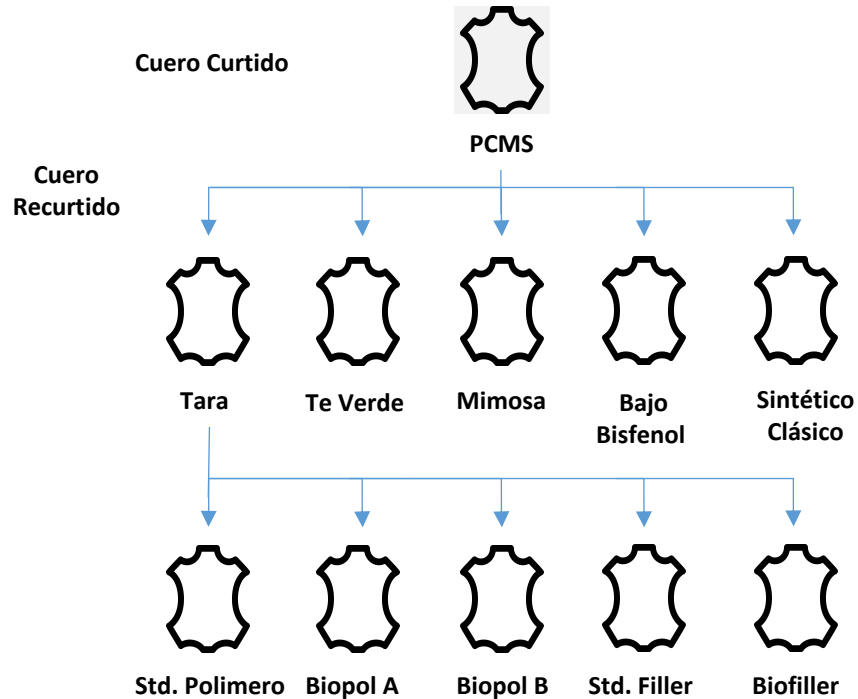 Cuero Curtido
PCMS
Cuero
Recurtido
Tara
Te Verde
Mimosa
Bajo
Bisfenol
Sintético
Clásico
Std. Polimero
Biopol A
Biopol B
Std. Filler
Biofiller